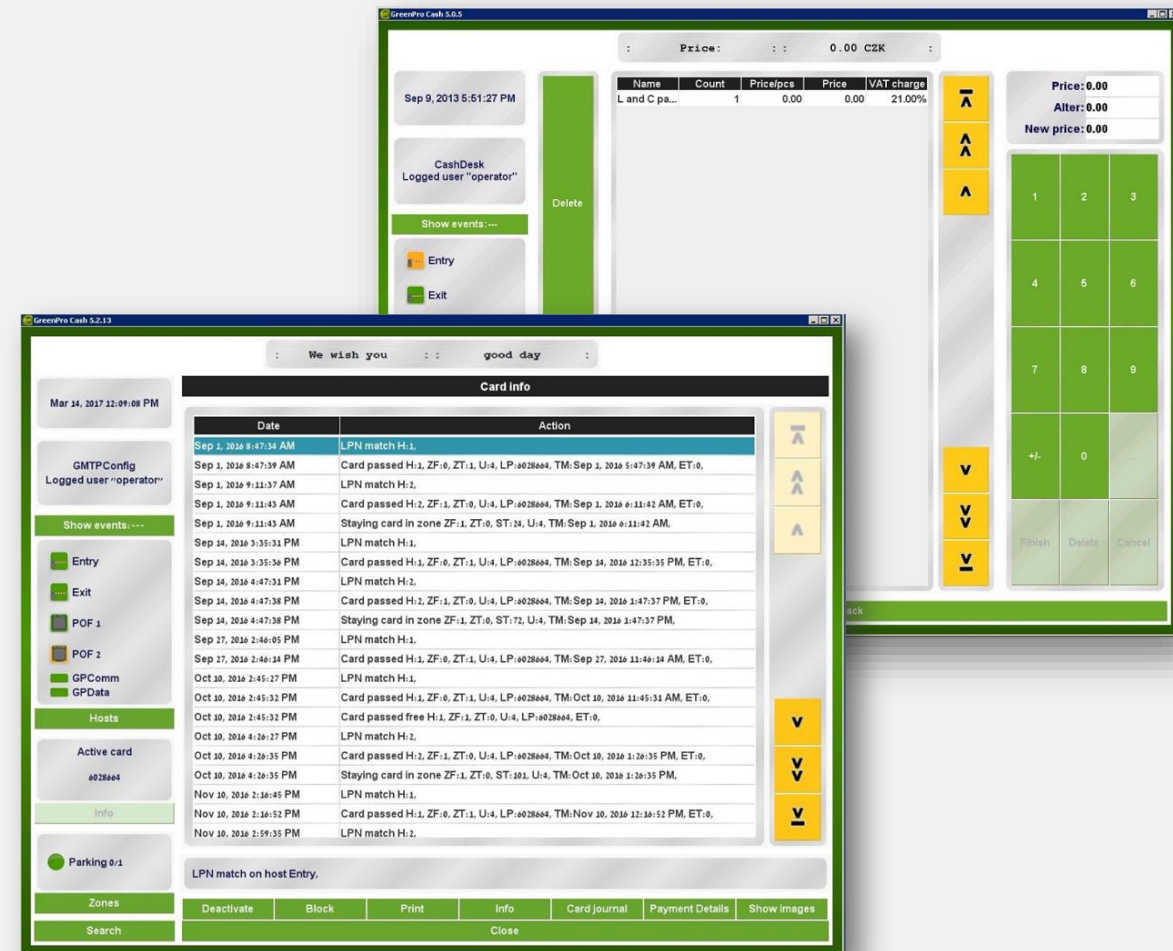 GreenPro Cash 5.0.5
: Price: : : 0.00 CZK :
Sep 9, 2013 5:51:27 PM
CashDesk
Logged user "operator"
Show events:---
Entry
Exit
Delete
Name Count Price/pcs Price VAT charge
L and C pa... 1 0.00 0.00 21.00%
Price: 0.00
Alter: 0.00
New price: 0.00
1 2 3
4 5 6
7 8 9
+/- 0
Finish Delete Cancel
GreenPro Cash 5.2.13
: We wish you : : good day :
Mar 14, 2017 12:09:08 PM
GMTPConfig
Logged user "operator"
Show events:---
Entry
Exit
POF 1
POF 2
GPComm
GPData
Hosts
Active card
6028664
Info
Parking 0/1
Zones
Search
Card info
Date Action
Sep 1, 2016 8:47:34 AM LPN match H:1,
Sep 1, 2016 8:47:39 AM Card passed H:1, ZF:0, ZT:1, U:4, LP:6028664, TM:Sep 1, 2016 5:47:39 AM, ET:0,
Sep 1, 2016 9:11:37 AM LPN match H:2,
Sep 1, 2016 9:11:43 AM Card passed H:2, ZF:1, ZT:0, U:4, LP:6028664, TM:Sep 1, 2016 6:11:42 AM, ET:0,
Sep 1, 2016 9:11:43 AM Staying card in zone ZF:1, ZT:0, ST:24, U:4, TM:Sep 1, 2016 6:11:42 AM,
Sep 14, 2016 3:35:31 PM LPN match H:1,
Sep 14, 2016 3:35:36 PM Card passed H:1, ZF:0, ZT:1, U:4, LP:6028664, TM:Sep 14, 2016 12:35:35 PM, ET:0,
Sep 14, 2016 4:47:31 PM LPN match H:2,
Sep 14, 2016 4:47:38 PM Card passed H:2, ZF:1, ZT:0, U:4, LP:6028664, TM:Sep 14, 2016 1:47:37 PM, ET:0,
Sep 14, 2016 4:47:38 PM Staying card in zone ZF:1, ZT:0, ST:72, U:4, TM:Sep 14, 2016 1:47:37 PM,
Sep 27, 2016 2:46:05 PM LPN match H:1,
Sep 27, 2016 2:46:14 PM Card passed H:1, ZF:0, ZT:1, U:4, LP:6028664, TM:Sep 27, 2016 11:46:14 AM, ET:0,
Oct 10, 2016 2:45:27 PM LPN match H:1,
Oct 10, 2016 2:45:32 PM Card passed H:1, ZF:0, ZT:1, U:4, LP:6028664, TM:Oct 10, 2016 11:45:31 AM, ET:0,
Oct 10, 2016 2:45:32 PM Card passed free H:1, ZF:1, ZT:0, U:4, LP:6028664, ET:0,
Oct 10, 2016 4:26:27 PM LPN match H:2,
Oct 10, 2016 4:26:35 PM Card passed H:2, ZF:1, ZT:0, U:4, LP:6028664, TM:Oct 10, 2016 1:26:35 PM, ET:0,
Oct 10, 2016 4:26:35 PM Staying card in zone ZF:1, ZT:0, ST:101, U:4, TM:Oct 10, 2016 1:26:35 PM,
Nov 10, 2016 2:16:45 PM LPN match H:1,
Nov 10, 2016 2:16:52 PM Card passed H:1, ZF:0, ZT:1, U:4, LP:6028664, TM:Nov 10, 2016 12:16:52 PM, ET:0,
Nov 10, 2016 2:59:35 PM LPN match H:2,
LPN match on host Entry,
Deactivate Block Print Info Card journal Payment Details Show images
Close